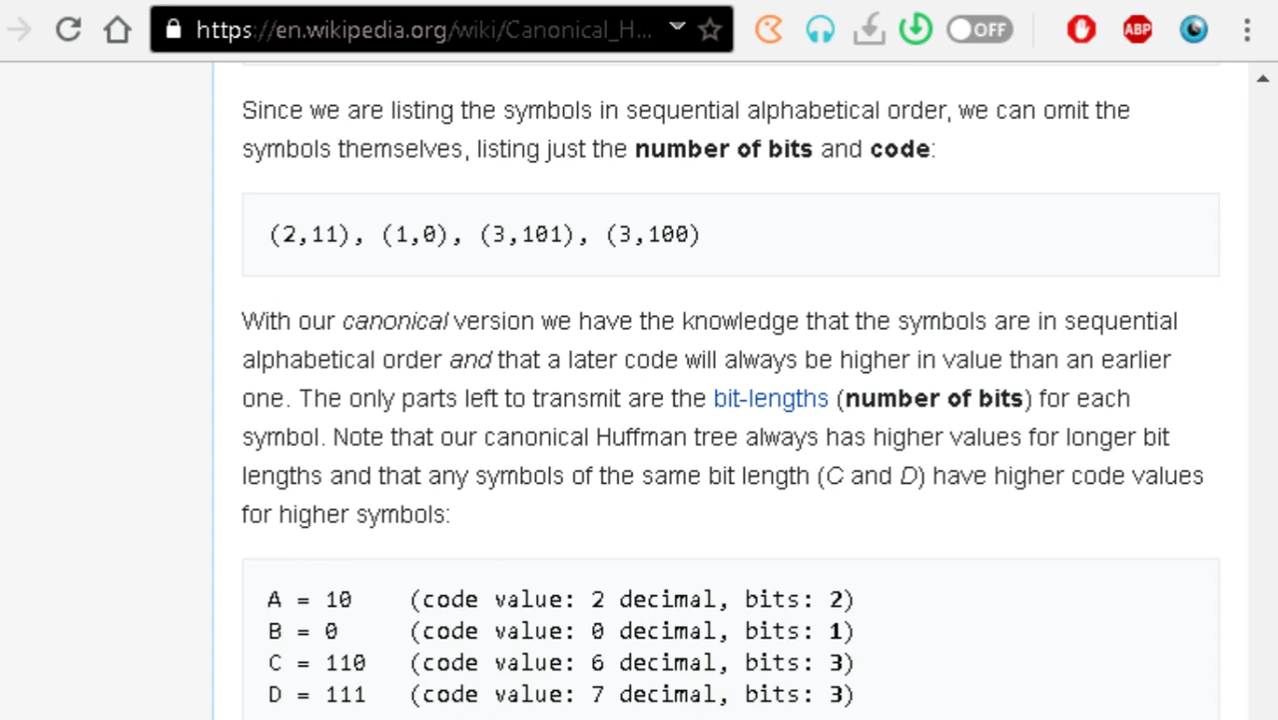 https://en.wikipedia.org/wiki/Canonical_H...
OFF
ABP
Since we are listing the symbols in sequential alphabetical order, we can omit the
symbols themselves, listing just the number of bits and code:
(2,11), (1,0), (3,101), (3,100)
With our canonical version we have the knowledge that the symbols are in sequential
alphabetical order and that a later code will always be higher in value than an earlier
one. The only parts left to transmit are the bit-lengths (number of bits) for each
symbol. Note that our canonical Huffman tree always has higher values for longer bit
lengths and that any symbols of the same bit length (C and D) have higher code values
for higher symbols:
A = 10 (code value: 2 decimal, bits: 2)
B = 0 (code value: 0 decimal, bits: 1)
C = 110 (code value: 6 decimal, bits: 3)
D = 111 (code value: 7 decimal, bits: 3)